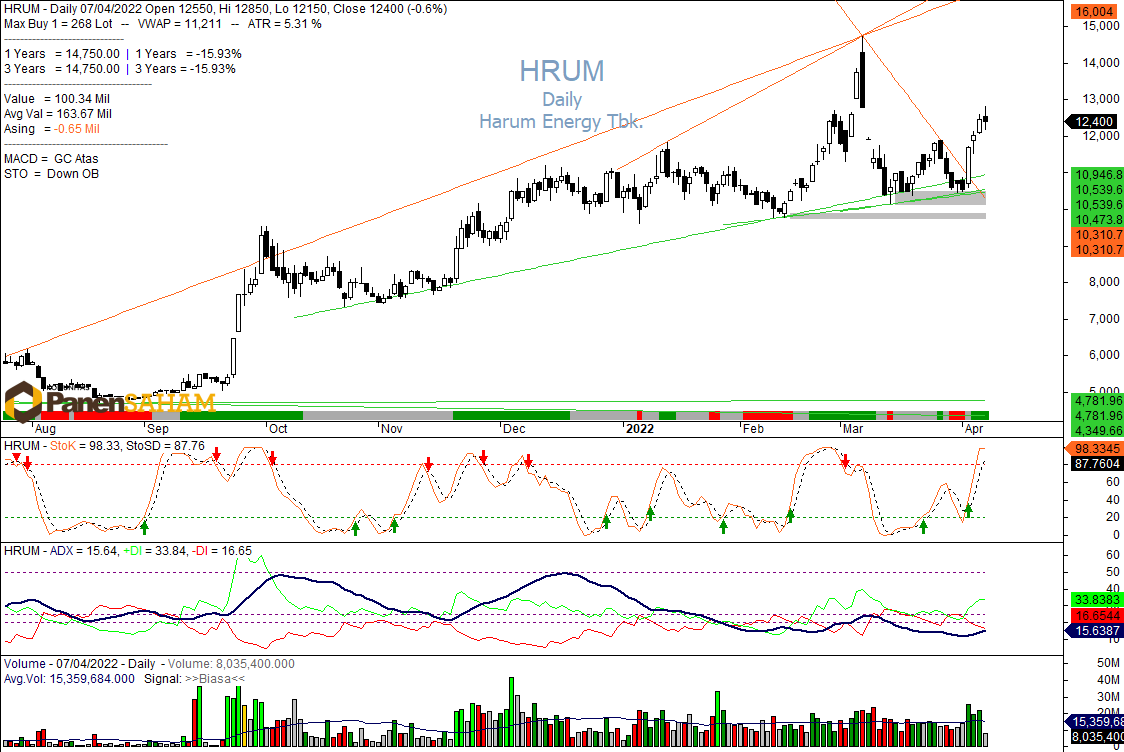 HRUM - Daily 07/04/2022 Open 12550, Hi 12850, Lo 12150, Close 12400 (-0.6%)
Max Buy 1 = 268 Lot -- VWAP = 11,211 -- ATR = 5.31 %
1 Years = 14,750.00 | 1 Years = -15.93%
3 Years = 14,750.00 | 3 Years = -15.93%
Value = 100.34 Mil
Avg Val = 163.67 Mil
Asing = -0.65 Mil
MACD = GC Atas
STO = Down OB
HRUM
Daily
Harum Energy Tbk.
16,004
15,000
14,000
13,000
12,400
12,000
10,946.8
10,539.6
10,539.6
10,473.8
10,310.7
10,310.7
8,000
7,000
6,000
5,000
4,781.96
4,781.96
4,349.66
PanenSAHAM
Aug Sep Oct Nov Dec 2022 Feb Mar Apr
HRUM - StoK = 98.33, StoSD = 87.76
98.3345
87.7604
60
40
20
0
HRUM - ADX = 15.64, +DI = 33.84, -DI = 16.65
60
50
33.8383
16.6544
15.6387
Volume - 07/04/2022 - Daily - Volume: 8,035,400.000
Avg.Vol: 15,359,684.000 Signal: >>Biasa<<
50M
40M
30M
20M
15,359,68
8,035,400